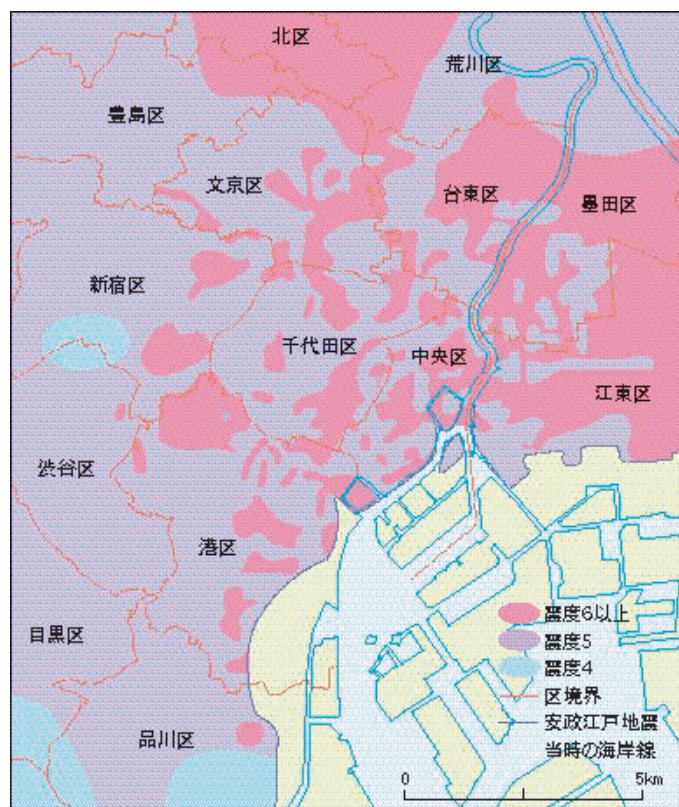 北区
荒川区
豊島区
文京区
台東区
墨田区
新宿区
千代田区
中央区
江東区
渋谷区
港区
目黒区
品川区
震度6以上
震度5
震度4
区境界
安政江戸地震
当時の海岸線
0 5km